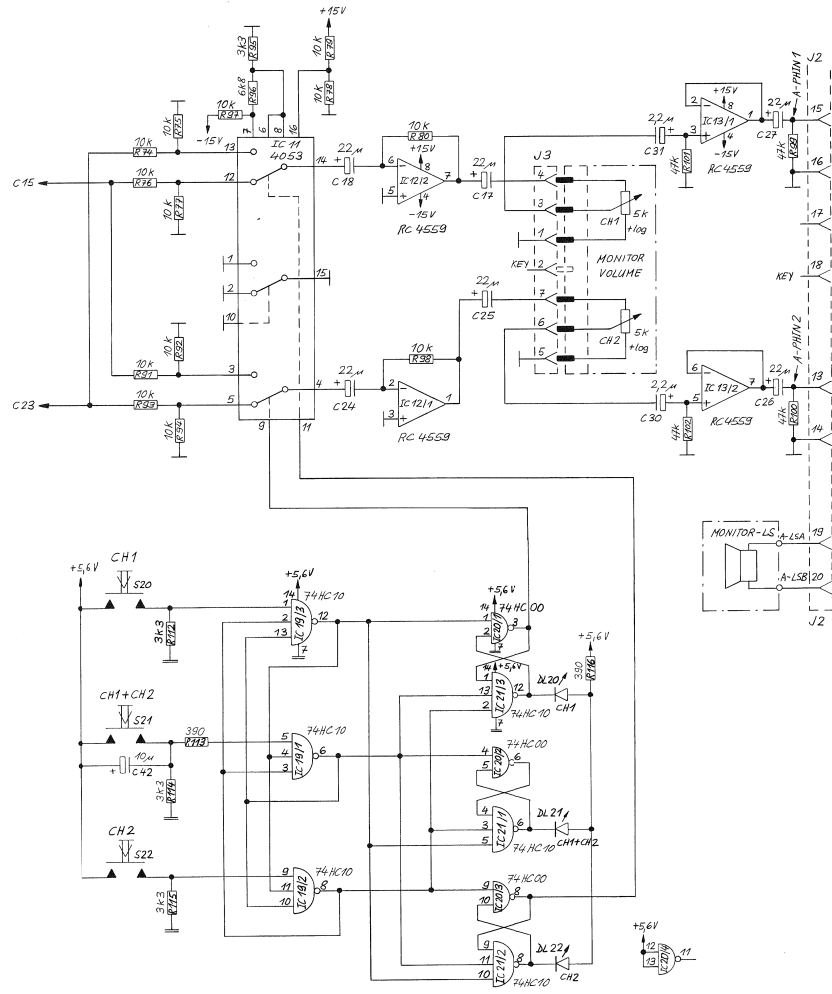 +15V
3k3
R95
10k
R79
6k8
R96
10k
R78
10k
R97
-15V
7
6
8
16
IC 11
4053
10k
R75
10k
R74
13
C15
10k
R76
12
10k
R77
14
22µ
+
C18
10k
R80
+15V
6
8
IC12/2
7
5
4
-15V
RC 4559
22µ
+
C17
J3
4
3
1
KEY 2
7
6
5
CH1
5k
+log
MONITOR
VOLUME
CH2
5k
+log
2,2µ
+
C31
2
+15V
8
IC13/1
1
3
4
-15V
RC4559
47k
R101
22µ
+
C27
A-PHIN 1
47k
R99
J2
15
16
17
KEY 18
1
2
15
10
10k
R92
10k
R91
3
C23
10k
R93
5
10k
R94
4
9
11
22µ
+
C24
10k
R98
2
IC12/1
1
3
RC 4559
22µ
+
C25
2,2µ
+
C30
6
IC13/2
7
5
RC4559
47k
R102
22µ
+
C26
A-PHIN 2
47k
R100
13
14
MONITOR-LS
A-LSA
19
A-LSB
20
J2
+5,6V
CH1
S20
3k3
R112
+5,6V
74HC10
14
1
2
13
IC19/3
12
7
CH1+CH2
S21
390
R113
10µ
+
C42
3k3
R114
5
4
3
IC19/1
6
74HC10
CH2
S22
3k3
R115
9
11
10
IC19/2
8
74HC10
+5,6V
14
74HC00
1
2
IC20/1
3
7
14
+5,6V
1
13
2
IC21/3
12
7
74HC10
DL20
CH1
+5,6V
390
R116
74HC00
4
5
IC20/2
6
4
3
5
IC21/1
6
74HC10
DL21
CH1+CH2
74HC00
9
10
IC20/3
8
9
11
10
IC21/2
8
74HC10
DL22
CH2
+5,6V
12
13
IC20/4
11